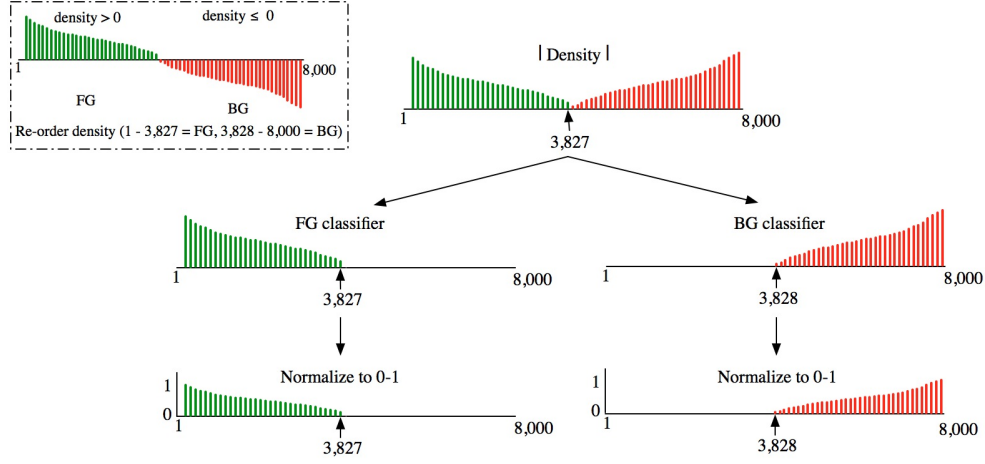 density > 0
density ≤ 0
1
8,000
FG
BG
Re-order density (1 - 3,827 = FG, 3,828 - 8,000 = BG)
| Density |
1
8,000
3,827
FG classifier
1
8,000
3,827
BG classifier
1
8,000
3,828
Normalize to 0-1
1
0
1
8,000
3,827
Normalize to 0-1
1
0
1
8,000
3,828